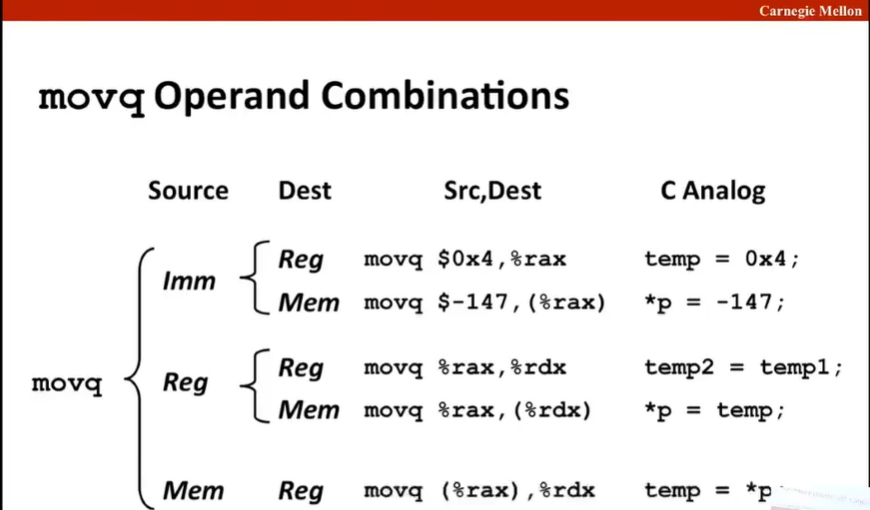 Carnegie Mellon
movq Operand Combinations
Source Dest Src,Dest C Analog
Imm Reg movq $0x4,%rax temp = 0x4;
Mem movq $-147,(%rax) *p = -147;
movq Reg Reg movq %rax,%rdx temp2 = temp1;
Mem movq %rax,(%rdx) *p = temp;
Mem Reg movq (%rax),%rdx temp = *p